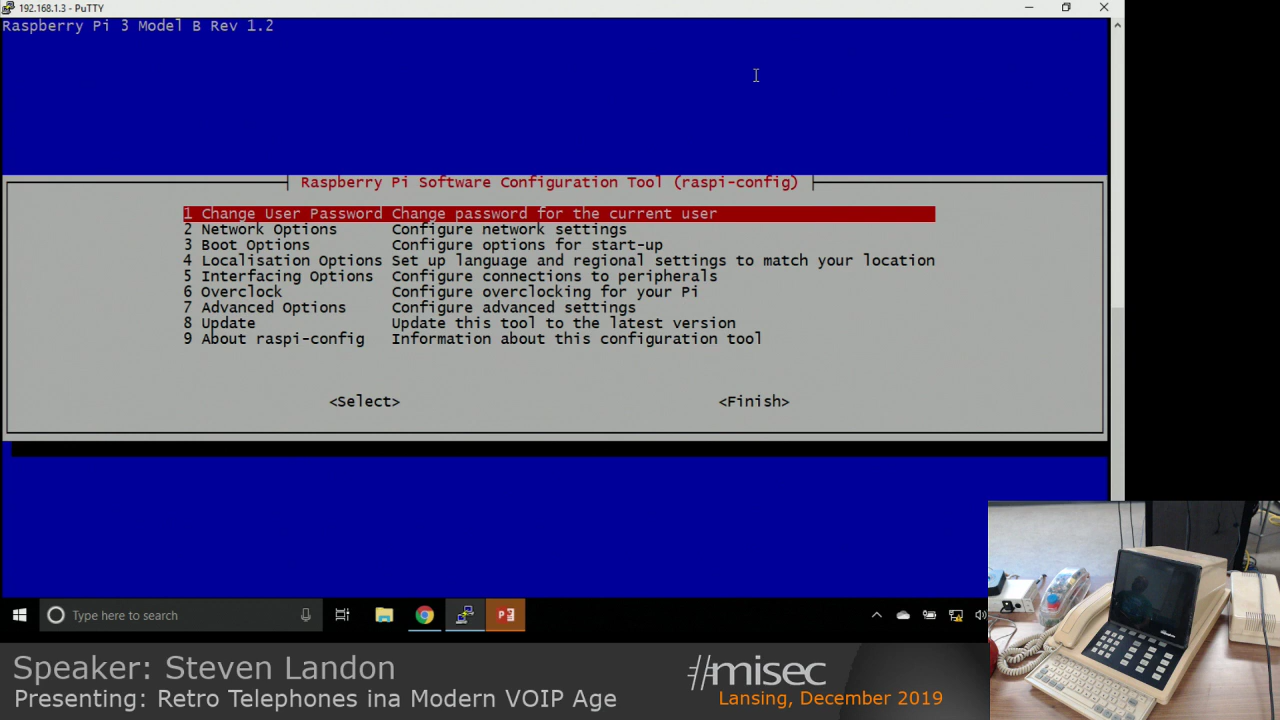 192.168.1.3 - PuTTY
Raspberry Pi 3 Model B Rev 1.2
Raspberry Pi Software Configuration Tool (raspi-config)
1 Change User Password Change password for the current user
2 Network Options Configure network settings
3 Boot Options Configure options for start-up
4 Localisation Options Set up language and regional settings to match your location
5 Interfacing Options Configure connections to peripherals
6 Overclock Configure overclocking for your Pi
7 Advanced Options Configure advanced settings
8 Update Update this tool to the latest version
9 About raspi-config Information about this configuration tool
<Select> <Finish>
Type here to search
Speaker: Steven Landon
Presenting: Retro Telephones ina Modern VOIP Age
#misec
Lansing, December 2019